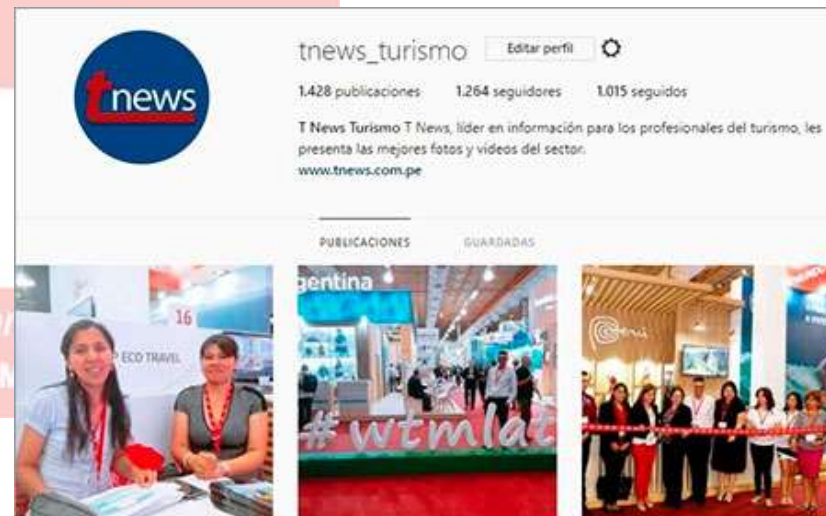 tnews
tnews_turismo
Editar perfil
1.428 publicaciones
1.264 seguidores
1.015 seguidos
T News Turismo T News, líder en información para los profesionales del turismo, les
presenta las mejores fotos y videos del sector.
www.tnews.com.pe
PUBLICACIONES
GUARDADAS
16
ECO TRAVEL
gentina
#wtmlat
Perú